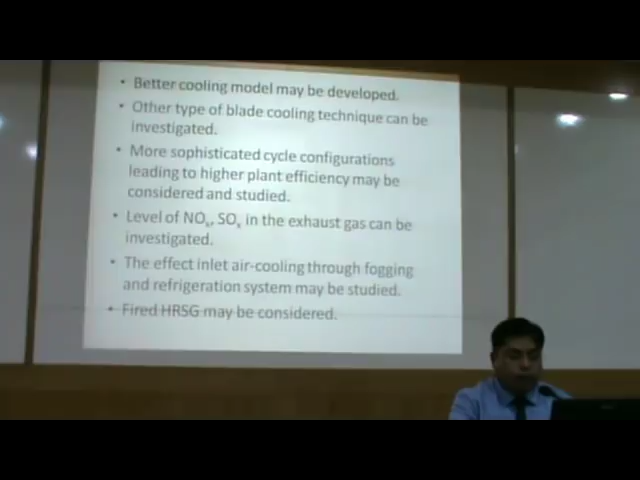 • Better cooling model may be developed.
• Other type of blade cooling technique can be
investigated.
• More sophisticated cycle configurations
leading to higher plant efficiency may be
considered and studied.
• Level of NOx, SOx in the exhaust gas can be
investigated.
• The effect inlet air-cooling through fogging
and refrigeration system may be studied.
• Fired HRSG may be considered.